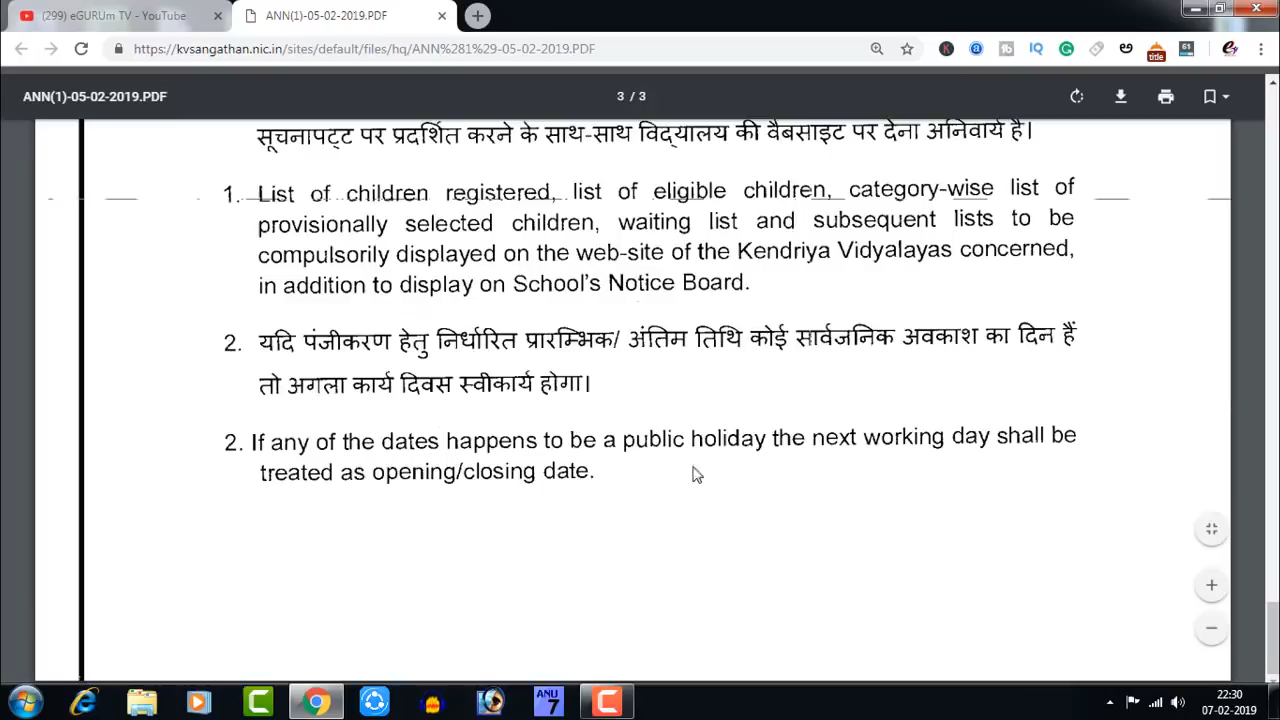 (299) eGURUm TV - YouTube
ANN(1)-05-02-2019.PDF
https://kvsangathan.nic.in/sites/default/files/hq/ANN%281%29-05-02-2019.PDF
ANN(1)-05-02-2019.PDF
3 / 3
सूचनापट्ट पर प्रदर्शित करने के साथ-साथ विद्यालय की वैबसाइट पर देना अनिवार्य है।
1. List of children registered, list of eligible children, category-wise list of
provisionally selected children, waiting list and subsequent lists to be
compulsorily displayed on the web-site of the Kendriya Vidyalayas concerned,
in addition to display on School's Notice Board.
2. यदि पंजीकरण हेतु निर्धारित प्रारम्भिक/ अंतिम तिथि कोई सार्वजनिक अवकाश का दिन हैं
तो अगला कार्य दिवस स्वीकार्य होगा।
2. If any of the dates happens to be a public holiday the next working day shall be
treated as opening/closing date.
ANU
7
22:30
07-02-2019